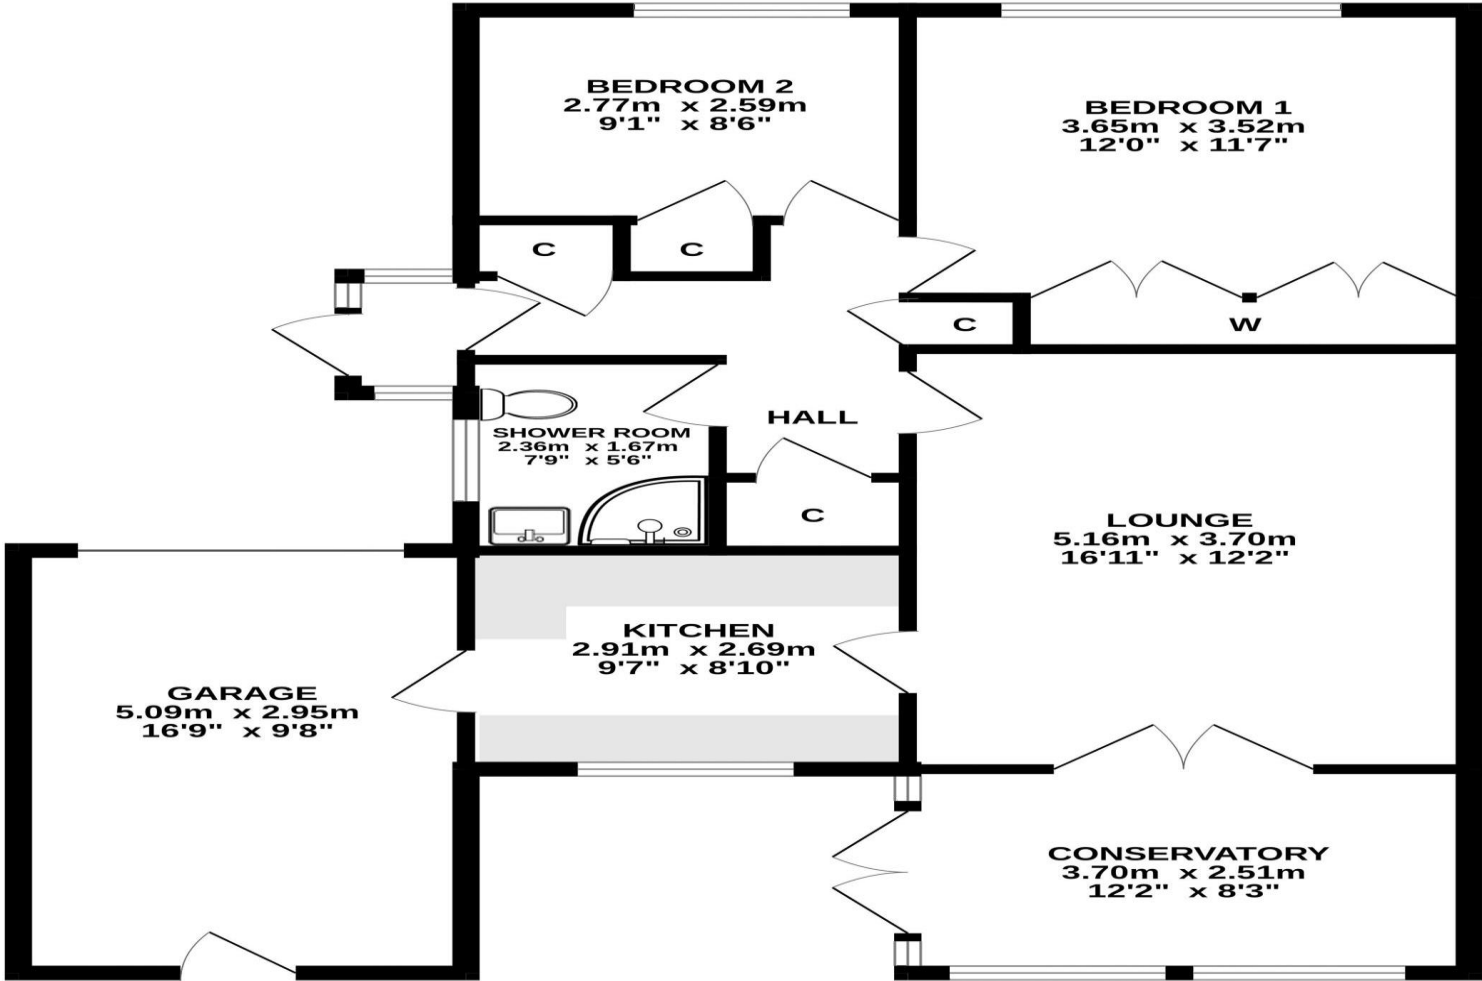 BEDROOM 2
2.77m x 2.59m
9'1" x 8'6"
BEDROOM 1
3.65m x 3.52m
12'0" x 11'7"
C
C
C
W
HALL
SHOWER ROOM
2.36m x 1.67m
7'9" x 5'6"
C
LOUNGE
5.16m x 3.70m
16'11" x 12'2"
KITCHEN
2.91m x 2.69m
9'7" x 8'10"
GARAGE
5.09m x 2.95m
16'9" x 9'8"
CONSERVATORY
3.70m x 2.51m
12'2" x 8'3"